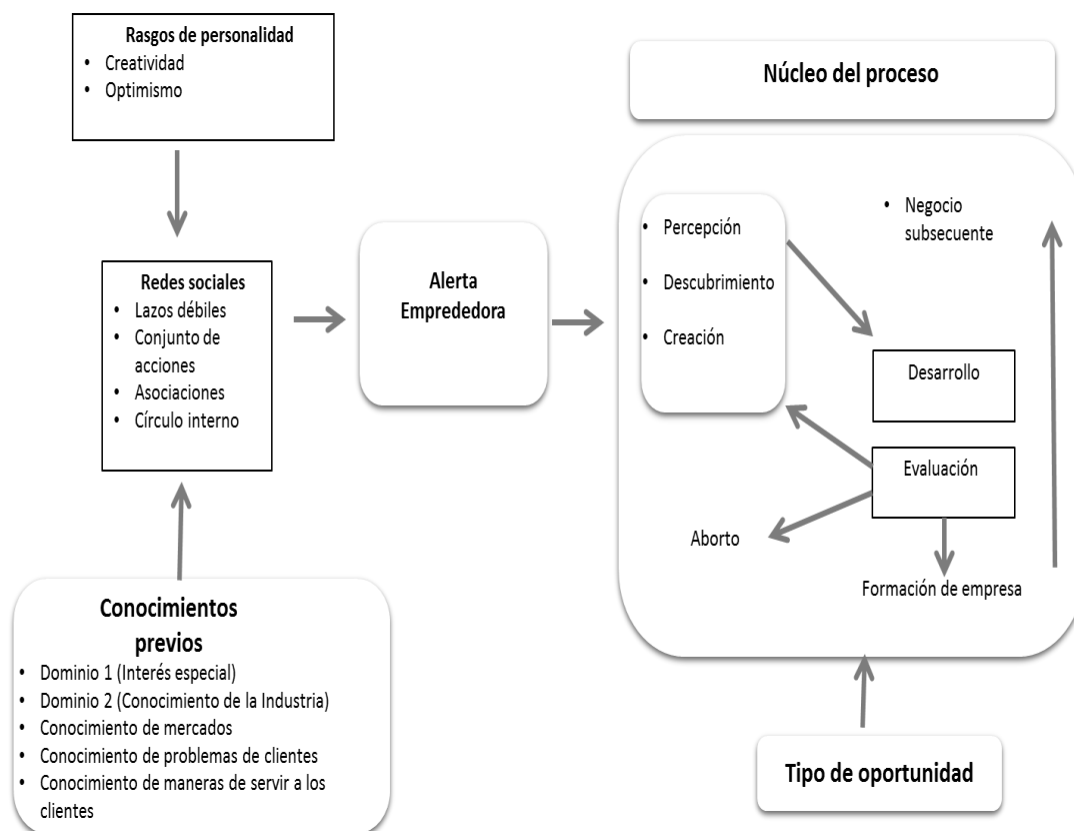 Rasgos de personalidad
• Creatividad
• Optimismo
Redes sociales
• Lazos débiles
• Conjunto de
acciones
• Asociaciones
• Círculo interno
Conocimientos
previos
• Dominio 1 (Interés especial)
• Dominio 2 (Conocimiento de la Industria)
• Conocimiento de mercados
• Conocimiento de problemas de clientes
• Conocimiento de maneras de servir a los
clientes
Alerta
Emprededora
Núcleo del proceso
• Percepción
• Descubrimiento
• Creación
• Negocio
subsecuente
Desarrollo
Evaluación
Aborto
Formación de empresa
Tipo de oportunidad